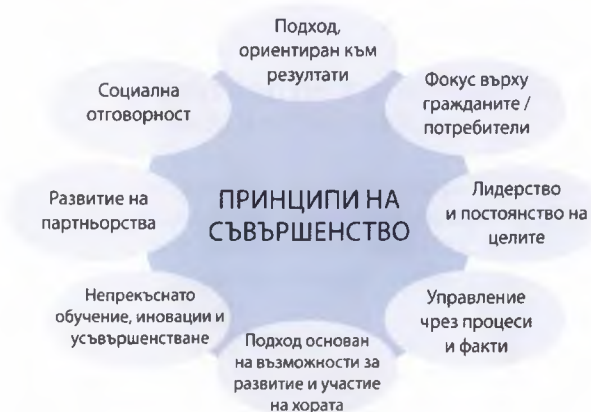 Подход,
ориентиран към
резултати
Фокус върху
гражданите /
потребители
Лидерство
и постоянство на
целите
Управление
чрез процеси
и факти
Подход основан
на възможности за
развитие и участие
на хората
Непрекъснато
обучение, иновации и
усъвършенстване
Развитие на
партньорства
Социална
отговорност
ПРИНЦИПИ НА
СЪВЪРШЕНСТВО